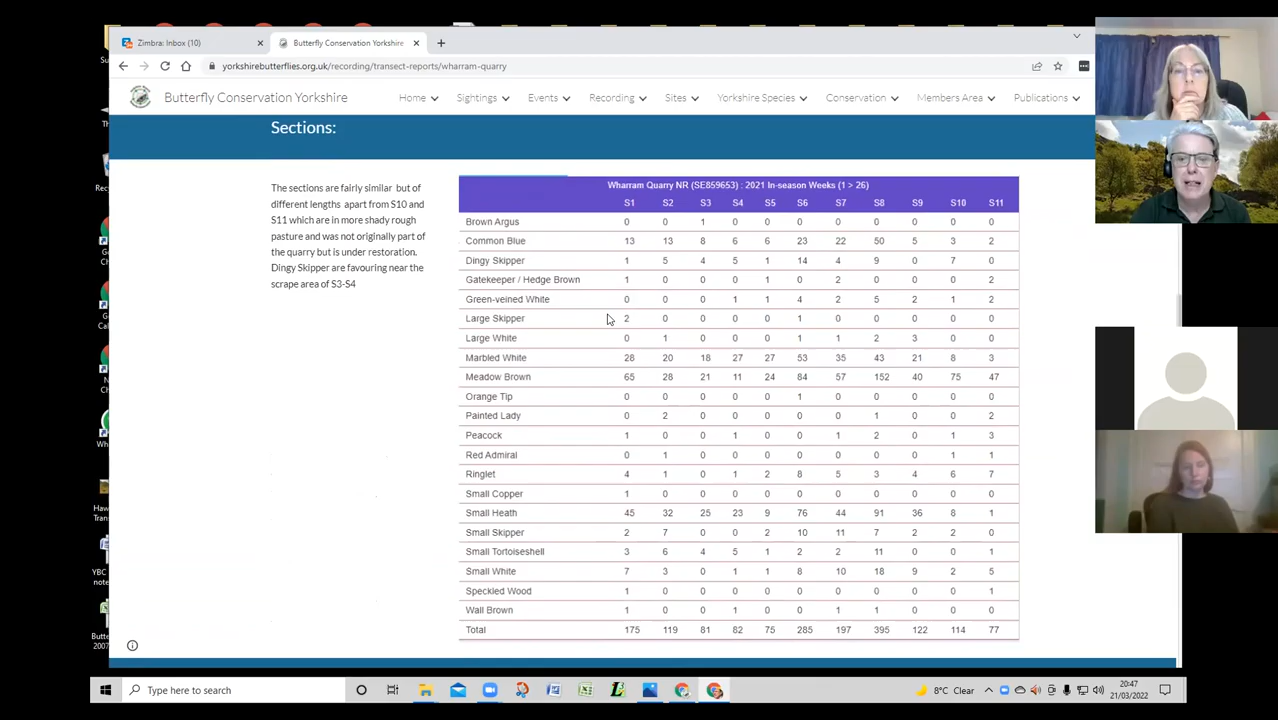 Zimbra: Inbox (10)
Butterfly Conservation Yorkshire
yorkshirebutterflies.org.uk/recording/transect-reports/wharram-quarry
Butterfly Conservation Yorkshire
Home Sightings Events Recording Sites Yorkshire Species Conservation Members Area Publications
Sections:
The sections are fairly similar but of
different lengths apart from S10 and
S11 which are in more shady rough
pasture and was not originally part of
the quarry but is under restoration.
Dingy Skipper are favouring near the
scrape area of S3-S4
Wharram Quarry NR (SE859653) : 2021 In-season Weeks (1 > 26)
S1 S2 S3 S4 S5 S6 S7 S8 S9 S10 S11
Brown Argus 0 0 1 0 0 0 0 0 0 0 0
Common Blue 13 13 8 6 6 23 22 50 5 3 2
Dingy Skipper 1 5 4 5 1 14 4 9 0 7 0
Gatekeeper / Hedge Brown 1 0 0 0 1 0 2 0 0 0 2
Green-veined White 0 0 0 1 1 4 2 5 2 1 2
Large Skipper 2 0 0 0 0 1 0 0 0 0 0
Large White 0 1 0 0 0 1 1 2 3 0 0
Marbled White 28 20 18 27 27 53 35 43 21 8 3
Meadow Brown 65 28 21 11 24 84 57 152 40 75 47
Orange Tip 0 0 0 0 0 1 0 0 0 0 0
Painted Lady 0 2 0 0 0 0 0 1 0 0 2
Peacock 1 0 0 1 0 0 1 2 0 1 3
Red Admiral 0 1 0 0 0 0 0 0 0 1 1
Ringlet 4 1 0 1 2 8 5 3 4 6 7
Small Copper 1 0 0 0 0 0 0 0 0 0 0
Small Heath 45 32 25 23 9 76 44 91 36 8 1
Small Skipper 2 7 0 0 2 10 11 7 2 2 0
Small Tortoiseshell 3 6 4 5 1 2 2 11 0 0 1
Small White 7 3 0 1 1 8 10 18 9 2 5
Speckled Wood 1 0 0 0 0 0 0 0 0 0 1
Wall Brown 1 0 0 1 0 0 1 1 0 0 0
Total 175 119 81 82 75 285 197 395 122 114 77
Type here to search
8°C Clear
20:47
21/03/2022